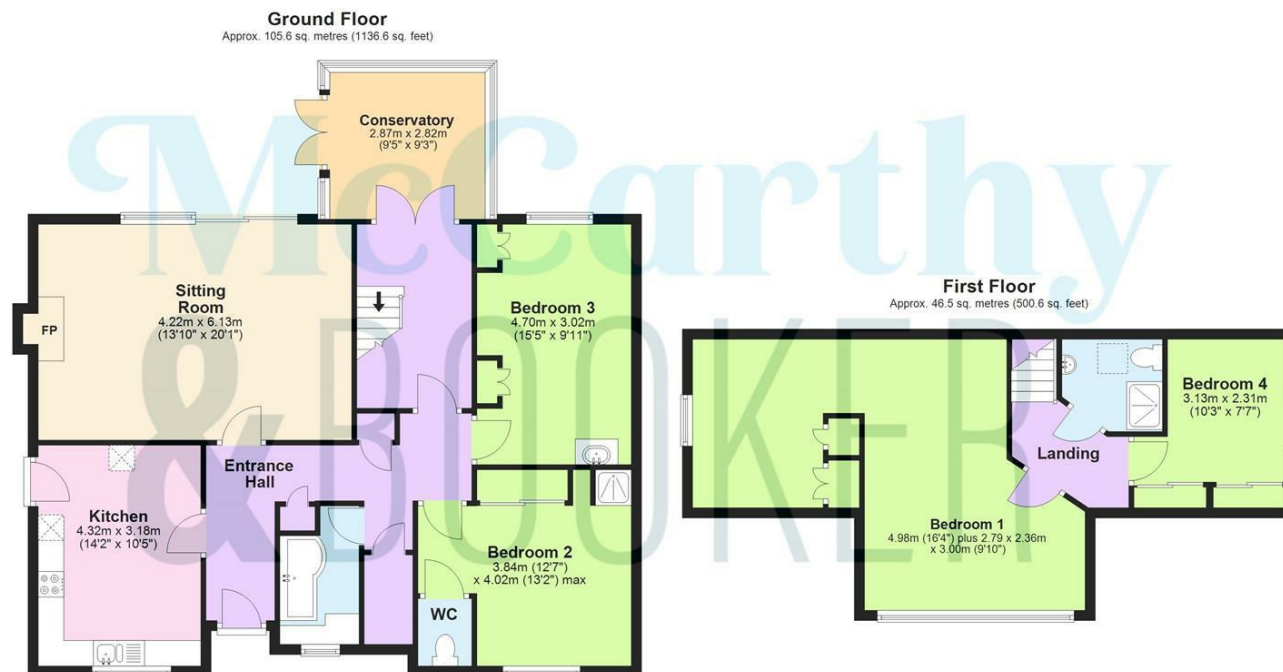 Ground Floor
Approx. 105.6 sq. metres (1136.6 sq. feet)
Conservatory
2.87m x 2.82m
(9'5" x 9'3")
McCarthy
& BOOKER
Sitting
Room
4.22m x 6.13m
(13'10" x 20'1")
FP
Bedroom 3
4.70m x 3.02m
(15'5" x 9'11")
Entrance
Hall
Kitchen
4.32m x 3.18m
(14'2" x 10'5")
Bedroom 2
3.84m (12'7")
x 4.02m (13'2") max
WC
First Floor
Approx. 46.5 sq. metres (500.6 sq. feet)
Bedroom 4
3.13m x 2.31m
(10'3" x 7'7")
Landing
Bedroom 1
4.98m (16'4") plus 2.79 x 2.36m
x 3.00m (9'10")